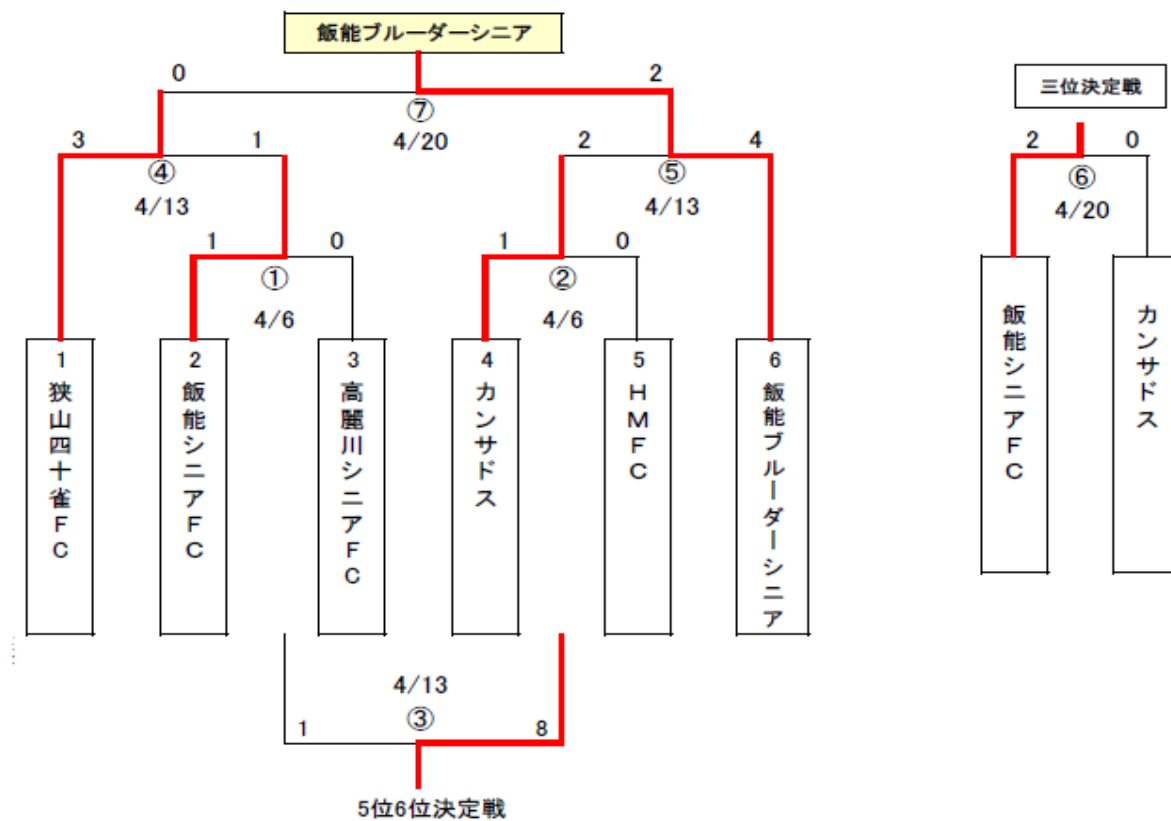 飯能ブルーダーシニア
0 2
⑦
4/20
3 1 2 4
④ ⑤
4/13 4/13
1 0 1 0
① ②
4/6 4/6
1 狭山四十雀FC
2 飯能シニアFC
3 高麗川シニアFC
4 カンサドス
5 HMFC
6 飯能ブルーダーシニア
4/13
③
1 8
5位6位決定戦
三位決定戦
2 0
⑥
4/20
飯能シニアFC
カンサドス